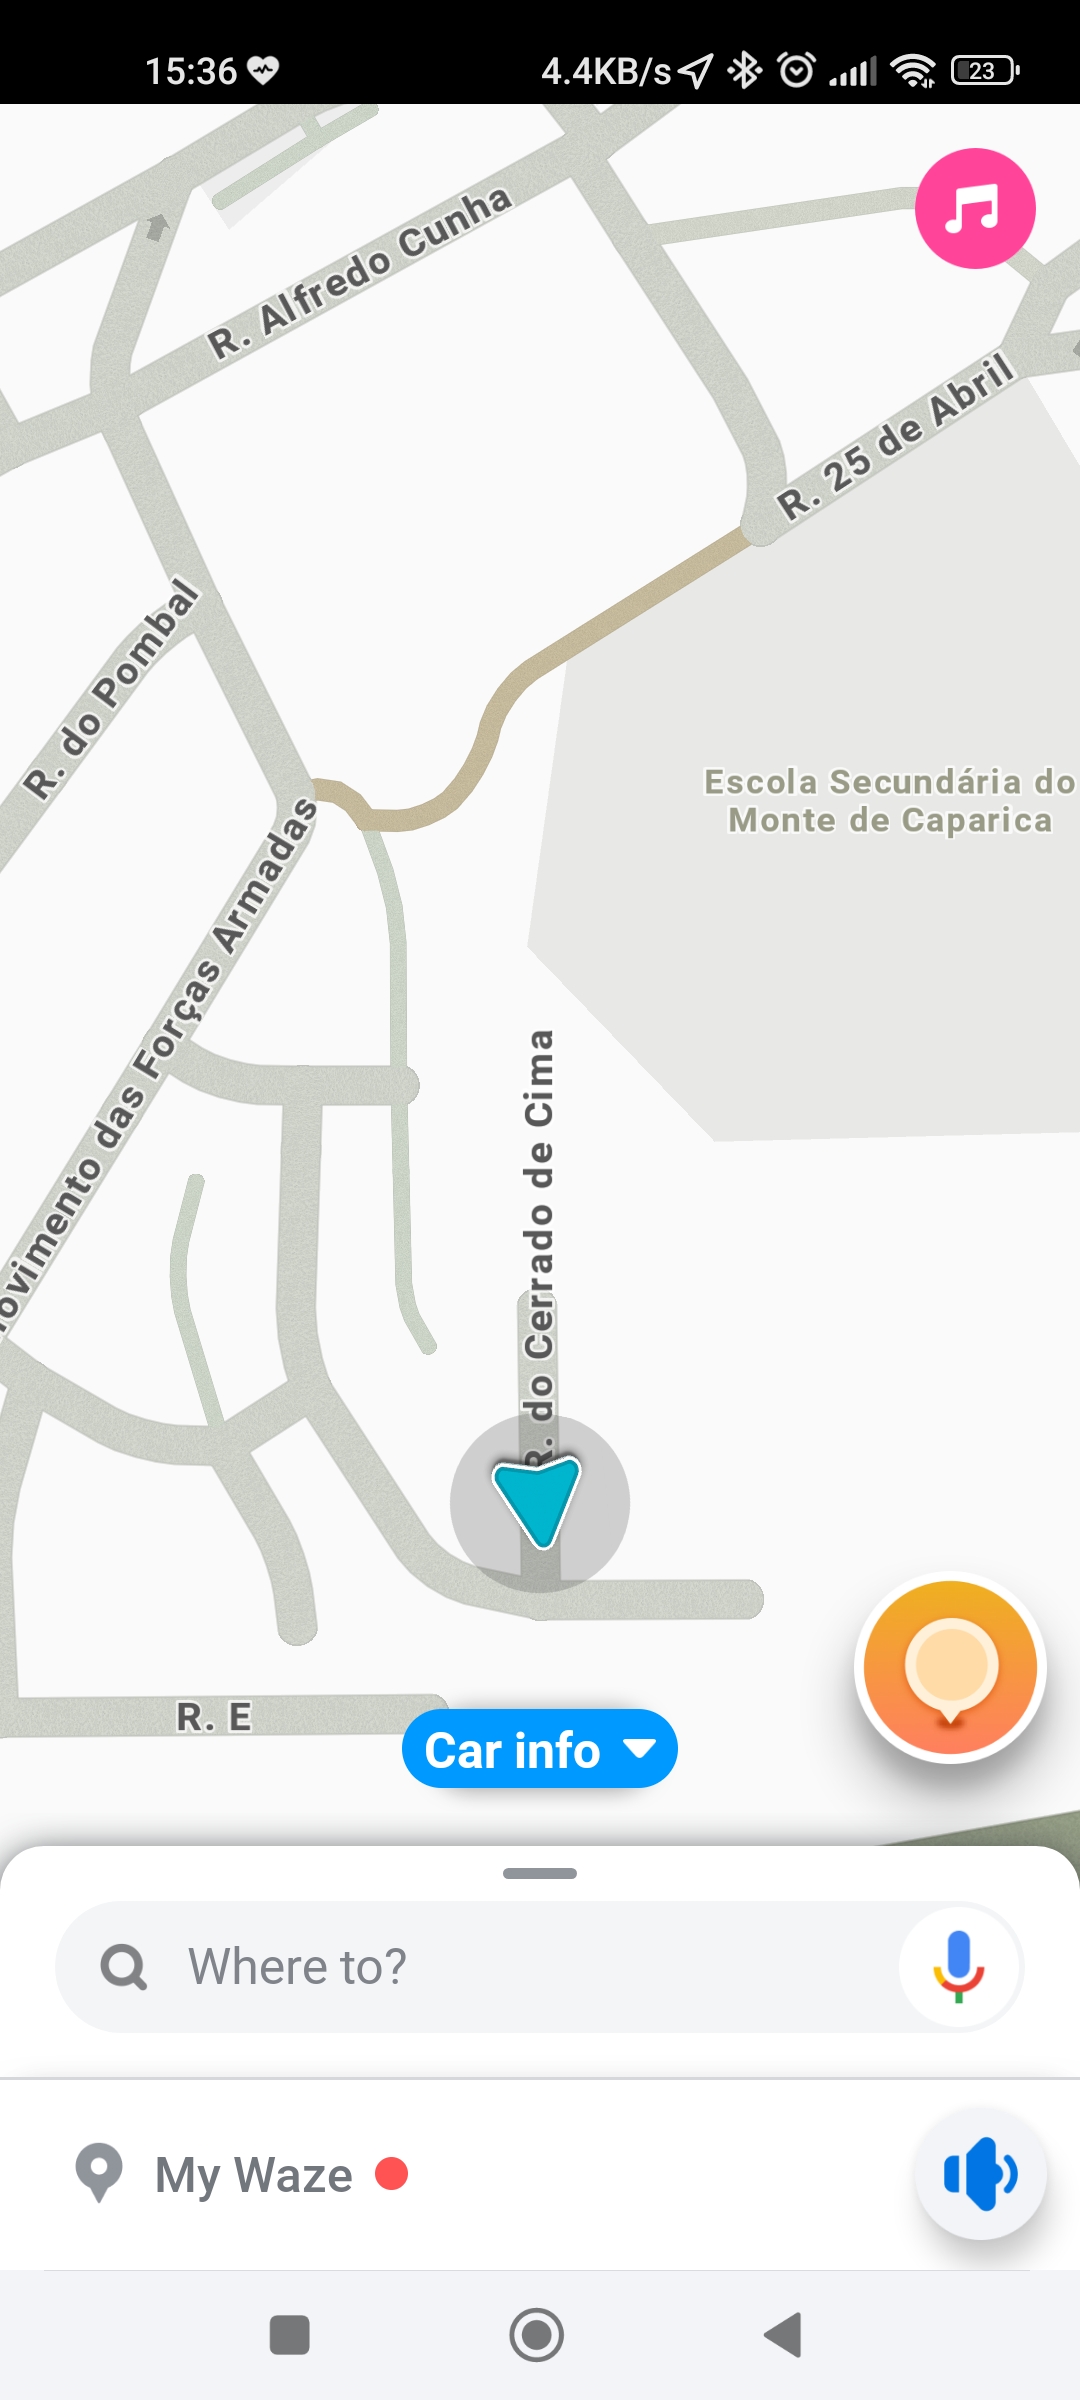 15:36
4.4KB/s
23
R. Alfredo Cunha
R. 25 de Abril
R. do Pombal
Escola Secundária do
Monte de Caparica
ovimento das Forças Armadas
R. do Cerrado de Cima
R. E
Car info
Where to?
My Waze